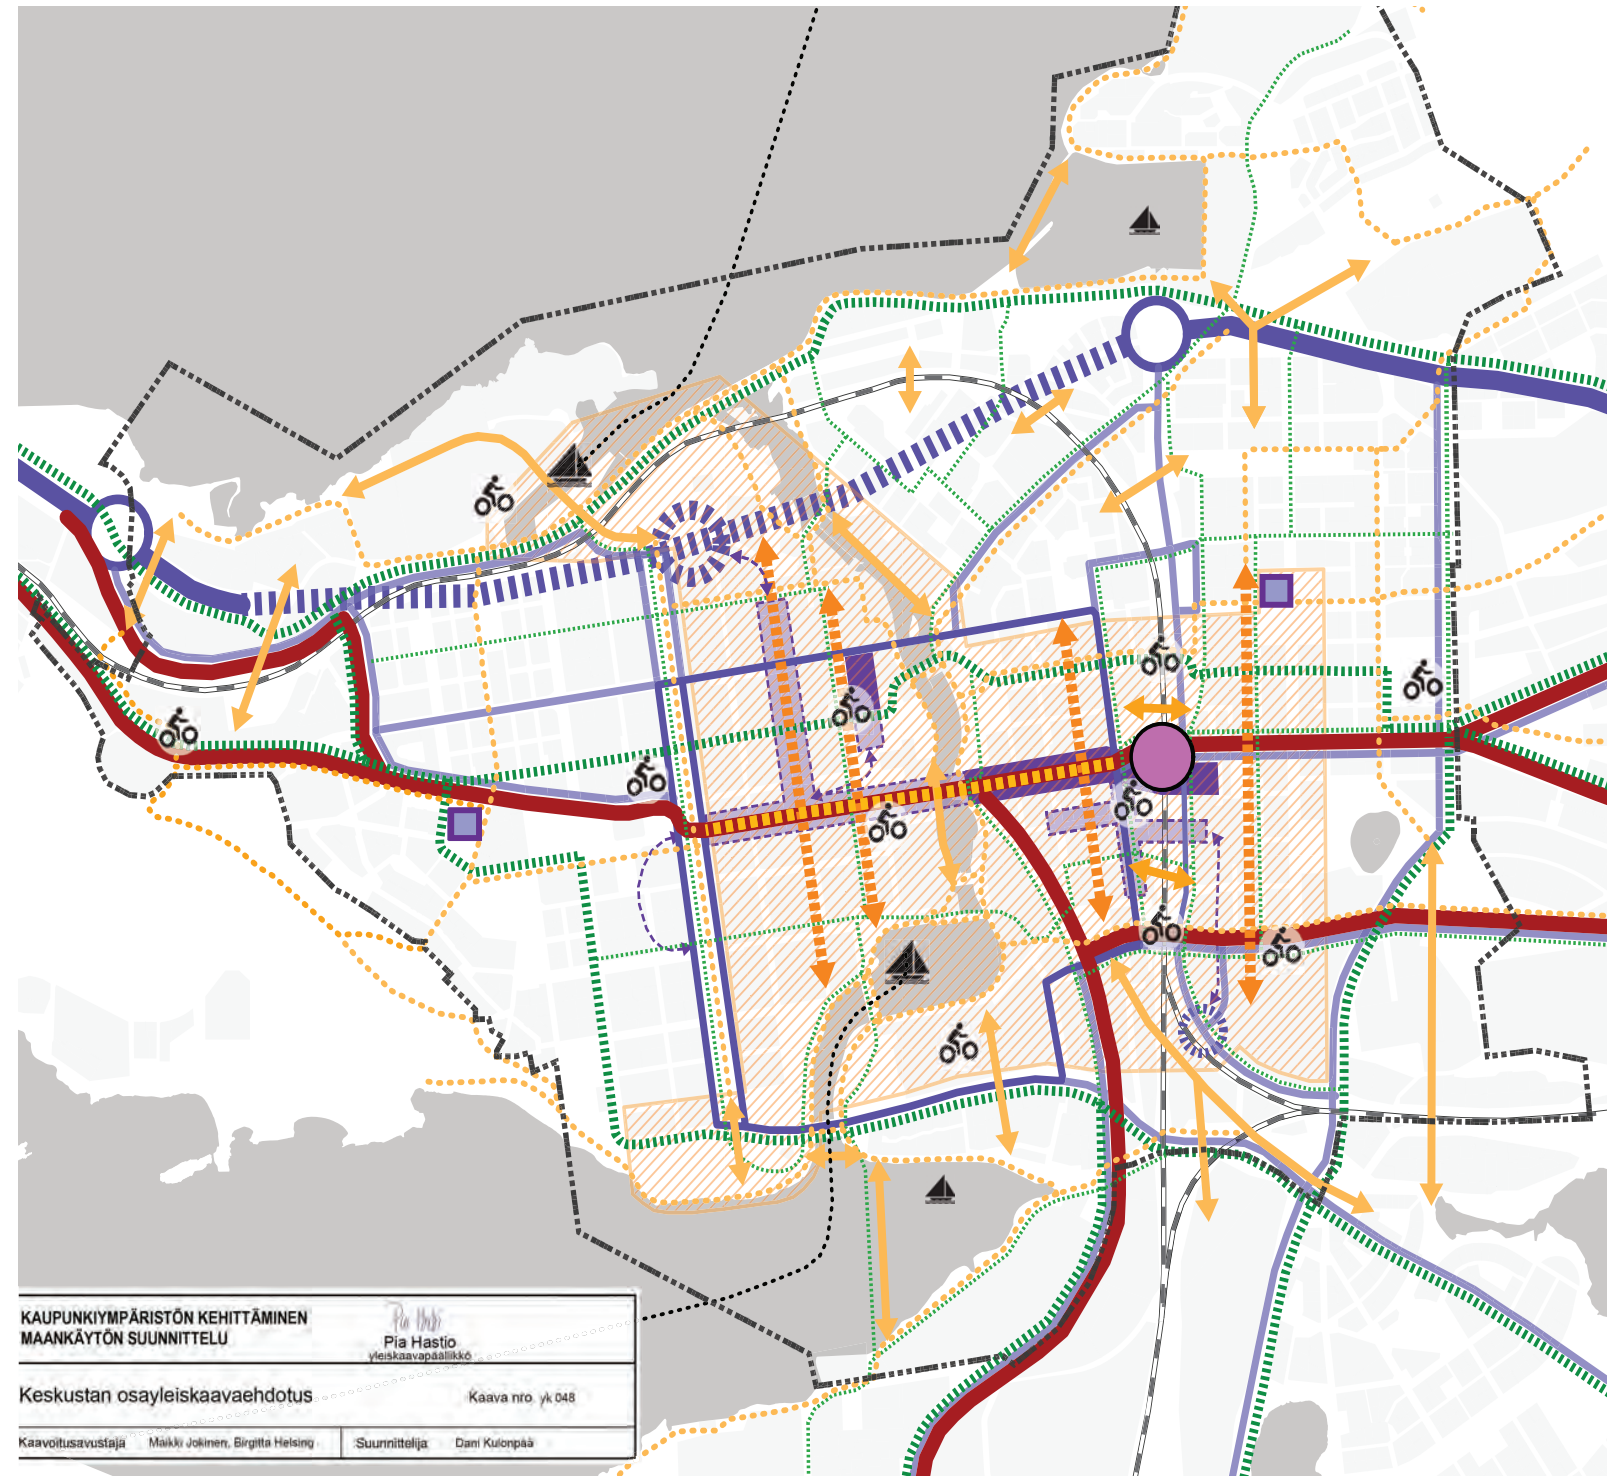 KAUPUNKIYMPÄRISTÖN KEHITTÄMINEN
MAANKÄYTÖN SUUNNITTELU
Pia Hastio
yleiskaavapäällikkö
Keskustan osayleiskaavaehdotus
Kaava nro yk 048
Kaavoitusavustaja Maikki Jokinen, Birgitta Helsing
Suunnittelija Dani Kulonpää